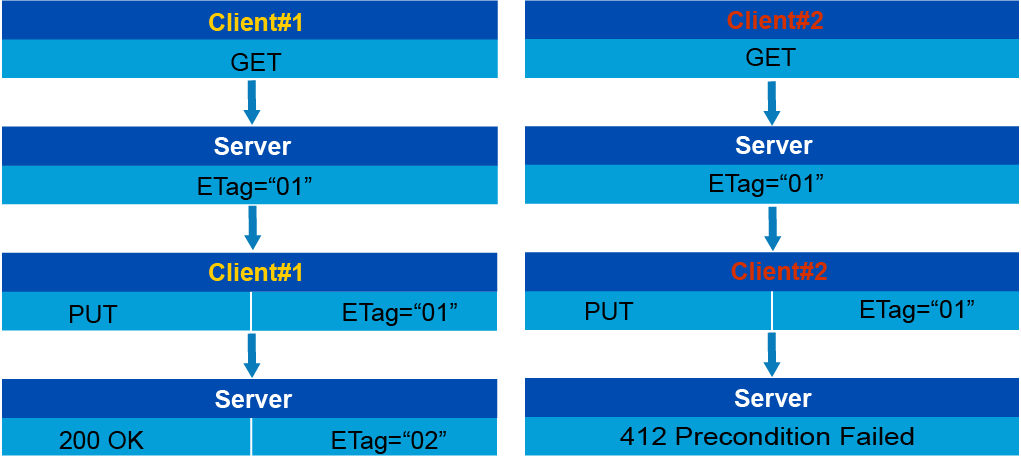 Client#1
GET
Server
ETag=“01”
Client#1
PUT
ETag=“01”
Server
200 OK
ETag=“02”
Client#2
GET
Server
ETag=“01”
Client#2
PUT
ETag=“01”
Server
412 Precondition Failed